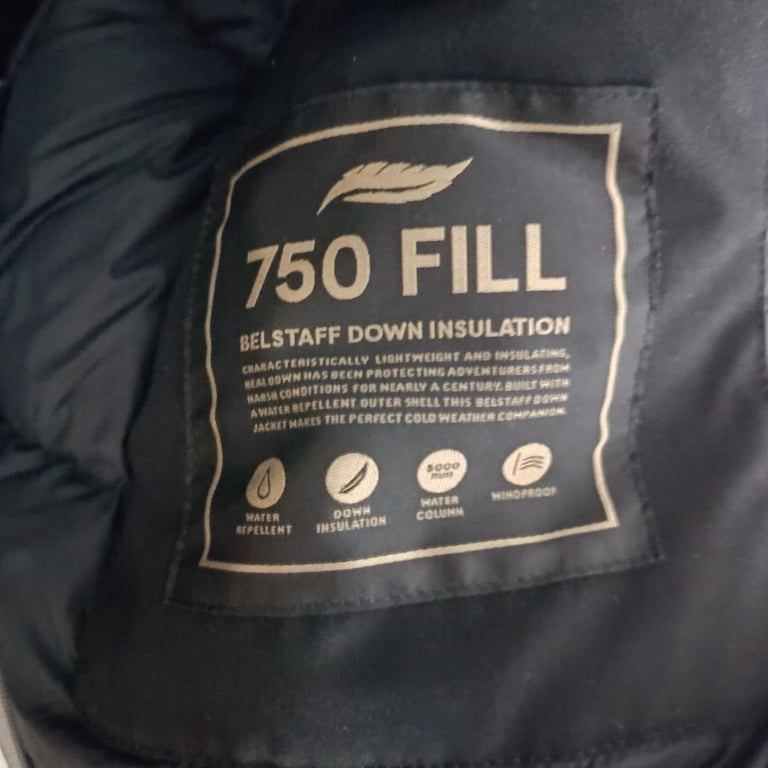 750 FILL
BELSTAFF DOWN INSULATION
CHARACTERISTICALLY LIGHTWEIGHT AND INSULATING,
REAL DOWN HAS BEEN PROTECTING ADVENTURERS FROM
HARSH CONDITIONS FOR NEARLY A CENTURY. BUILT WITH
A WATER REPELLENT OUTER SHELL THIS BELSTAFF DOWN
JACKET MAKES THE PERFECT COLD WEATHER COMPANION.
5000
mm
WATER
REPELLENT
DOWN
INSULATION
WATER
COLUMN
WINDPROOF